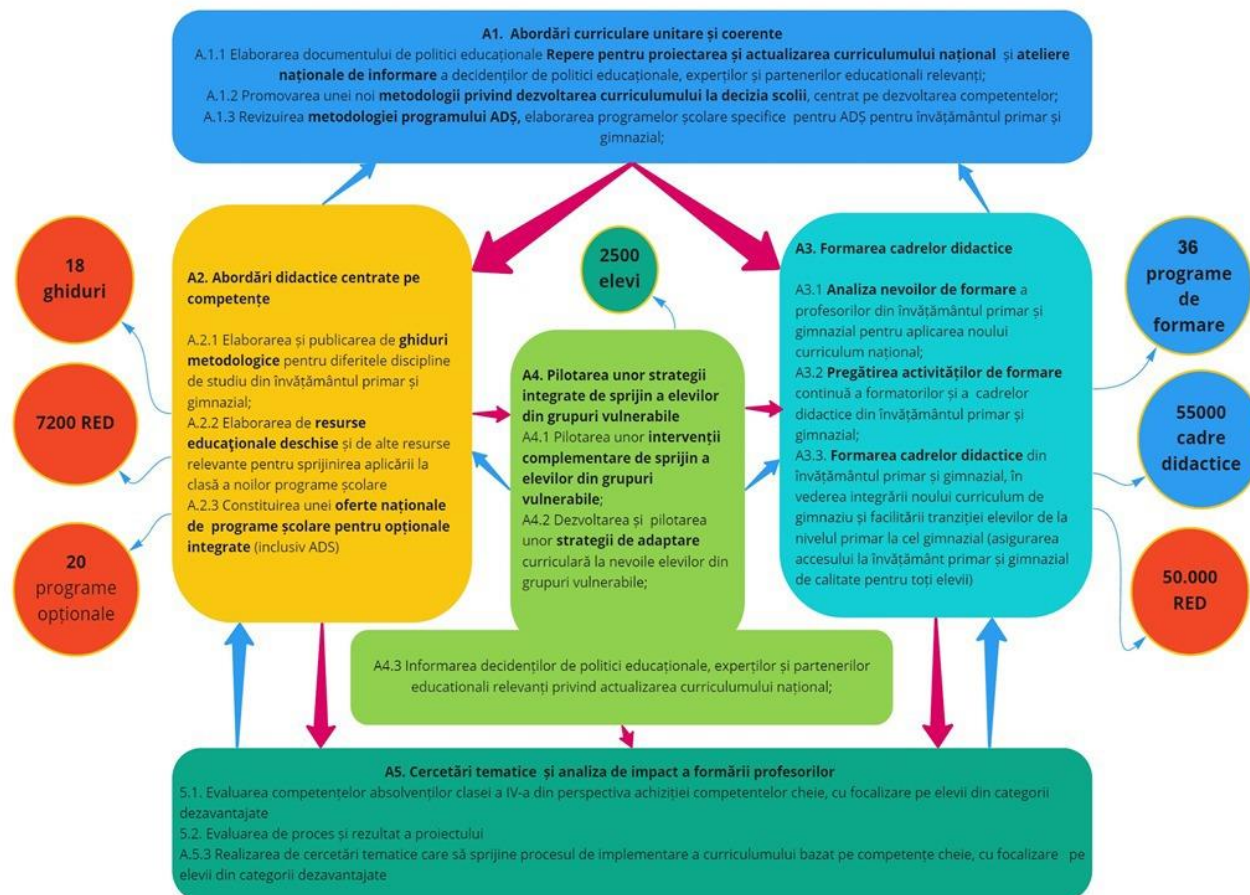 A1. Abordări curriculare unitare și coerente
A.1.1 Elaborarea documentului de politici educaționale Repere pentru proiectarea și actualizarea curriculumului național și ateliere
naționale de informare a decidenților de politici educaționale, experților și partenerilor educationali relevanți;
A.1.2 Promovarea unei noi metodologii privind dezvoltarea curriculumului la decizia scolii, centrat pe dezvoltarea competentelor;
A.1.3 Revizuirea metodologiei programului ADȘ, elaborarea programelor școlare specifice pentru ADȘ pentru învățământul primar și
gimnazial;
18
ghiduri
7200 RED
20
programe
opționale
A2. Abordări didactice centrate pe
competențe
A.2.1 Elaborarea și publicarea de ghiduri
metodologice pentru diferitele discipline
de studiu din învățământul primar și
gimnazial;
A.2.2 Elaborarea de resurse
educaţionale deschise și de alte resurse
relevante pentru sprijinirea aplicării la
clasă a noilor programe școlare
A.2.3 Constituirea unei oferte naționale
de programe școlare pentru opționale
integrate (inclusiv ADS)
2500
elevi
A4. Pilotarea unor strategii
integrate de sprijin a elevilor
din grupuri vulnerabile
A4.1 Pilotarea unor intervenții
complementare de sprijin a
elevilor din grupuri
vulnerabile;
A4.2 Dezvoltarea și pilotarea
unor strategii de adaptare
curriculară la nevoile elevilor din
grupuri vulnerabile;
A4.3 Informarea decidenților de politici educaționale, experților și partenerilor
educationali relevanți privind actualizarea curriculumului național;
A3. Formarea cadrelor didactice
A3.1 Analiza nevoilor de formare a
profesorilor din învățământul primar și
gimnazial pentru aplicarea noului
curriculum național;
A3.2 Pregătirea activităților de formare
continuă a formatorilor și a cadrelor
didactice din învățământul primar și
gimnazial;
A3.3. Formarea cadrelor didactice din
învățământul primar și gimnazial, în
vederea integrării noului curriculum de
gimnaziu și facilitării tranziției elevilor de la
nivelul primar la cel gimnazial (asigurarea
accesului la învățământ primar și gimnazial
de calitate pentru toți elevii)
36
programe
de
formare
55000
cadre
didactice
50.000
RED
A5. Cercetări tematice și analiza de impact a formării profesorilor
5.1. Evaluarea competențelor absolvenților clasei a IV-a din perspectiva achiziției competentelor cheie, cu focalizare pe elevii din categorii
dezavantajate
5.2. Evaluarea de proces și rezultat a proiectului
A.5.3 Realizarea de cercetări tematice care să sprijine procesul de implementare a curriculumului bazat pe competențe cheie, cu focalizare pe
elevii din categorii dezavantajate